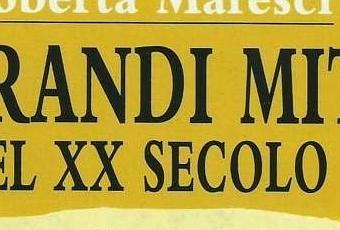 oberta Maresci
RANDI MIT
EL XX SECOLO